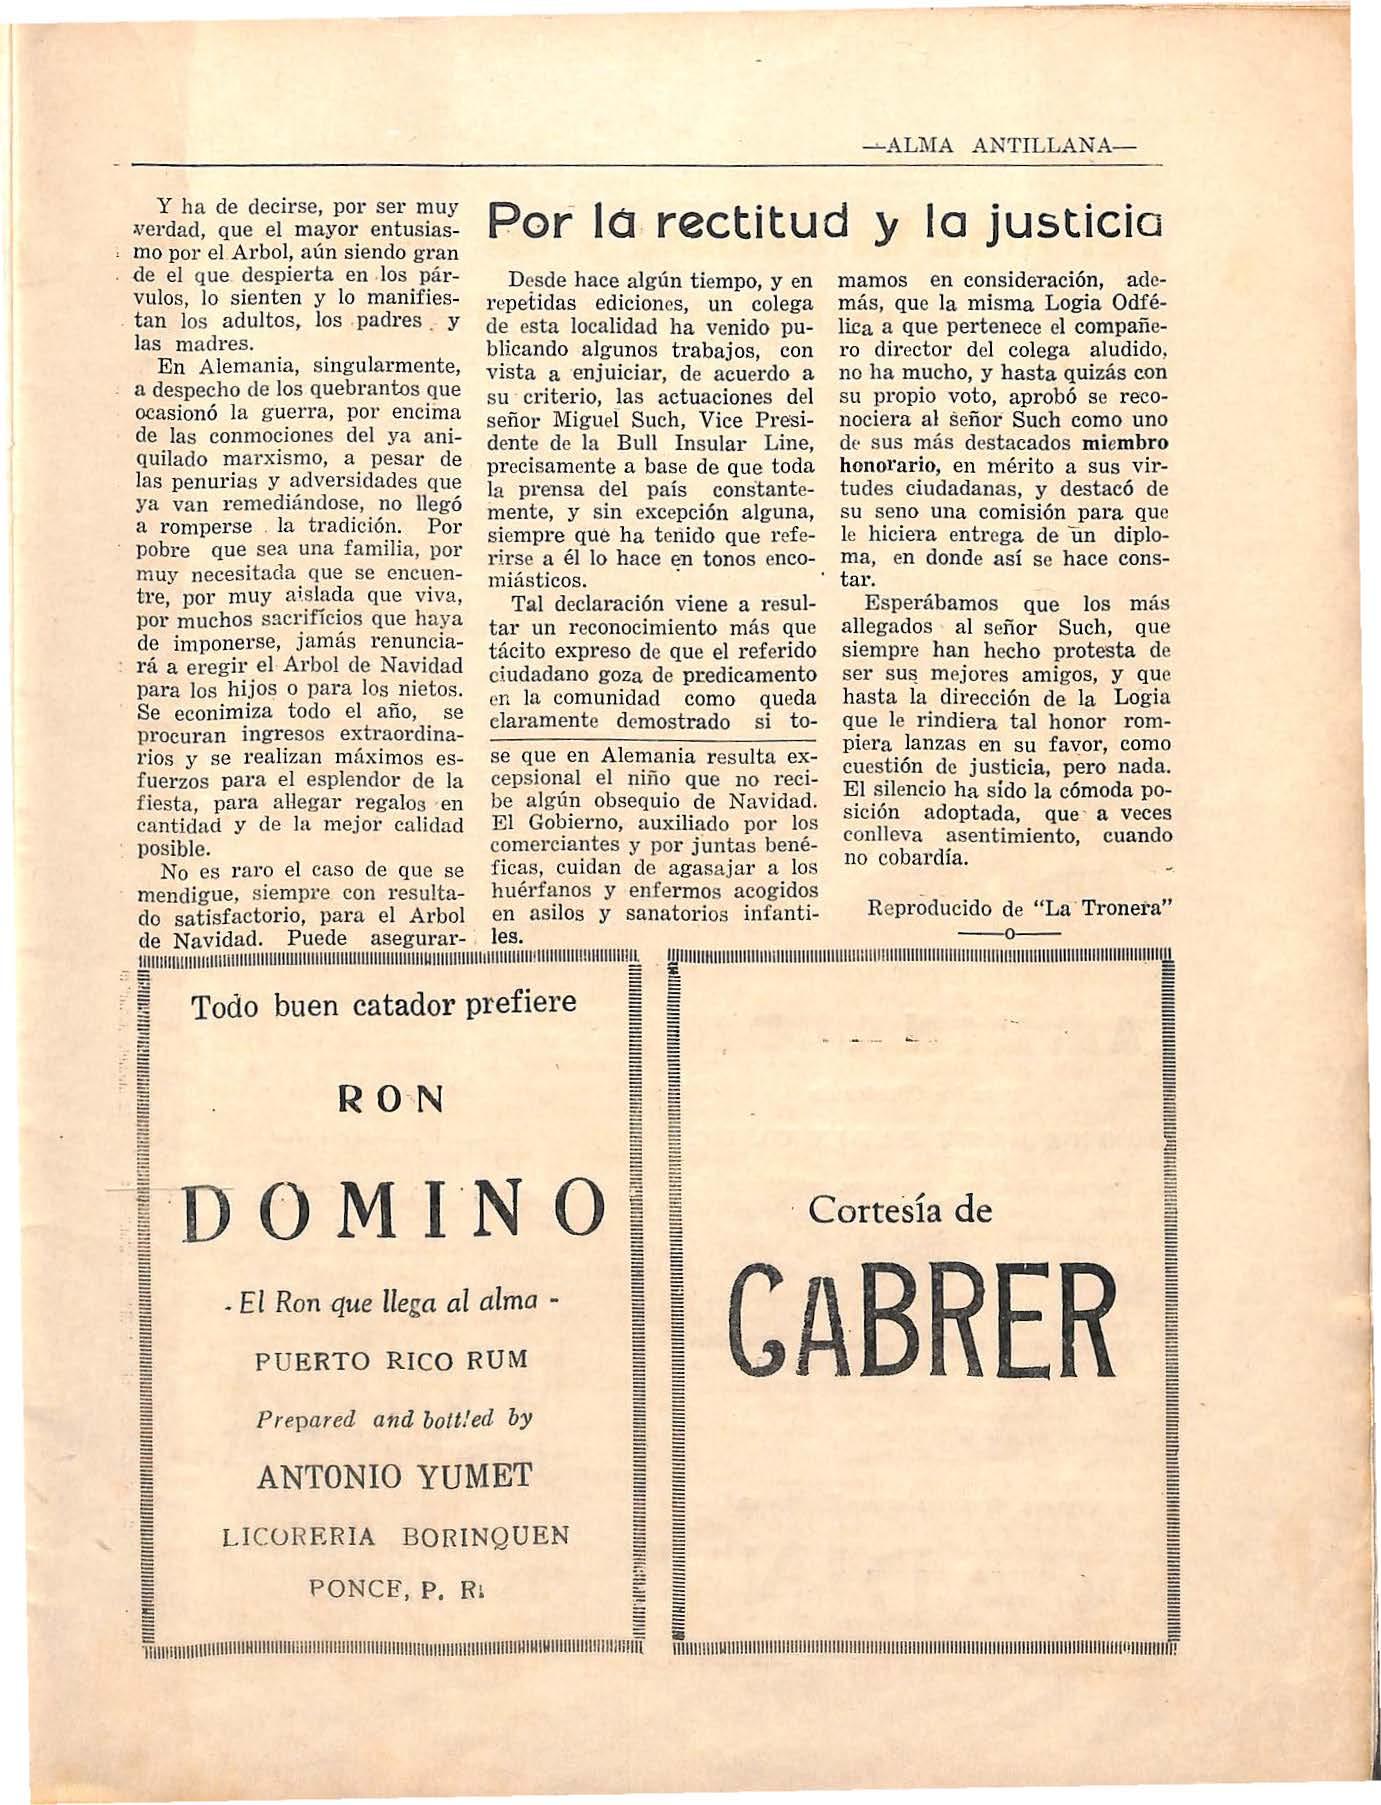 —ALMA ANTILLANA—
Y ha de decirse, por ser muy
verdad, que el mayor entusias-
mo por el Arbol, aún siendo gran
de el que despierta en los pár-
vulos, lo sienten y lo manifies-
tan los adultos, los padres y
las madres.
En Alemania, singularmente,
a despecho de los quebrantos que
ocasionó la guerra, por encima
de las conmociones del ya ani-
quilado marxismo, a pesar de
las penurias y adversidades que
ya van remediándose, no llegó
a romperse la tradición. Por
pobre que sea una familia, por
muy necesitada que se encuen-
tre, por muy aislada que viva,
por muchos sacrificios que haya
de imponerse, jamás renuncia-
rá a eregir el Arbol de Navidad
para los hijos o para los nietos.
Se econimiza todo el año, se
procuran ingresos extraordina-
rios y se realizan máximos es-
fuerzos para el esplendor de la
fiesta, para allegar regalos en
cantidad y de la mejor calidad
posible.
No es raro el caso de que se
mendigue, siempre con resulta-
do satisfactorio, para el Arbol
de Navidad. Puede asegurar-
se que en Alemania resulta ex-
cepsional el niño que no reci-
be algún obsequio de Navidad.
El Gobierno, auxiliado por los
comerciantes y por juntas bené-
ficas, cuidan de agasajar a los
huérfanos y enfermos acogidos
en asilos y sanatorios infanti-
les.
Por la rectitud y la justicia
Desde hace algún tiempo, y en
repetidas ediciones, un colega
de esta localidad ha venido pu-
blicando algunos trabajos, con
vista a enjuiciar, de acuerdo a
su criterio, las actuaciones del
señor Miguel Such, Vice Presi-
dente de la Bull Insular Line,
precisamente a base de que toda
la prensa del país constante-
mente, y sin excepción alguna,
siempre que ha tenido que refe-
rirse a él lo hace en tonos enco-
miásticos.
Tal declaración viene a resul-
tar un reconocimiento más que
tácito expreso de que el referido
ciudadano goza de predicamento
en la comunidad como queda
claramente demostrado si to-
mamos en consideración, ade-
más, que la misma Logia Odfé-
lica a que pertenece el compañe-
ro director del colega aludido,
no ha mucho, y hasta quizás con
su propio voto, aprobó se reco-
nociera al señor Such como uno
de sus más destacados miembro
honorario, en mérito a sus vir-
tudes ciudadanas, y destacó de
su seno una comisión para que
le hiciera entrega de un diplo-
ma, en donde así se hace cons-
tar.
Esperábamos que los más
allegados al señor Such, que
siempre han hecho protesta de
ser sus mejores amigos, y que
hasta la dirección de la Logia
que le rindiera tal honor rom-
piera lanzas en su favor, como
cuestión de justicia, pero nada.
El silencio ha sido la cómoda po-
sición adoptada, que a veces
conlleva asentimiento, cuando
no cobardía.
Reproducido de "La Tronera"
—o—
Todo buen catador prefiere
RON
DOMINO
- El Ron que llega al alma -
PUERTO RICO RUM
Prepared and bottled by
ANTONIO YUMET
LICORERIA BORINQUEN
PONCE, P. R.
Cortesía de
CABRER